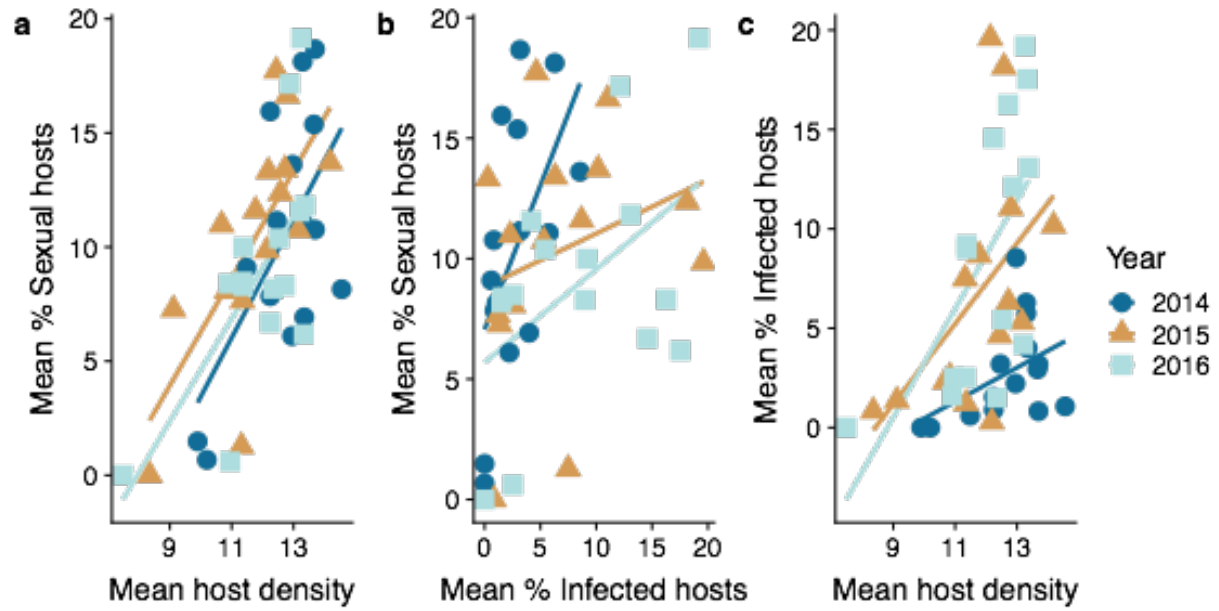 a
20
15
10
5
0
Mean % Sexual hosts
9 11 13
Mean host density
b
20
15
10
5
0
Mean % Sexual hosts
0 5 10 15 20
Mean % Infected hosts
c
20
15
10
5
0
Mean % Infected hosts
9 11 13
Mean host density
Year
2014
2015
2016